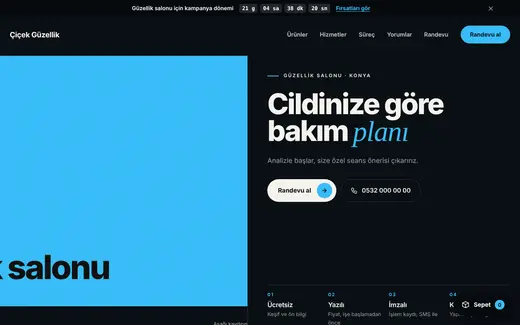 Güzellik salonu için kampanya dönemi 21 g 04 sa 38 dk 20 sn Fırsatları gör
Çiçek Güzellik
Ürünler Hizmetler Süreç Yorumlar Randevu Randevu al
GÜZELLİK SALONU · KONYA
Cildinize göre
bakım planı
Analizle başlar, size özel seans önerisi çıkarırız.
Randevu al
0532 000 00 00
salonu
01
Ücretsiz
Keşif ve ön bilgi
02
Yazılı
Fiyat, işe başlamadan
önce
03
İmzalı
İşlem kaydı, SMS ile
04
K
Sepet 0